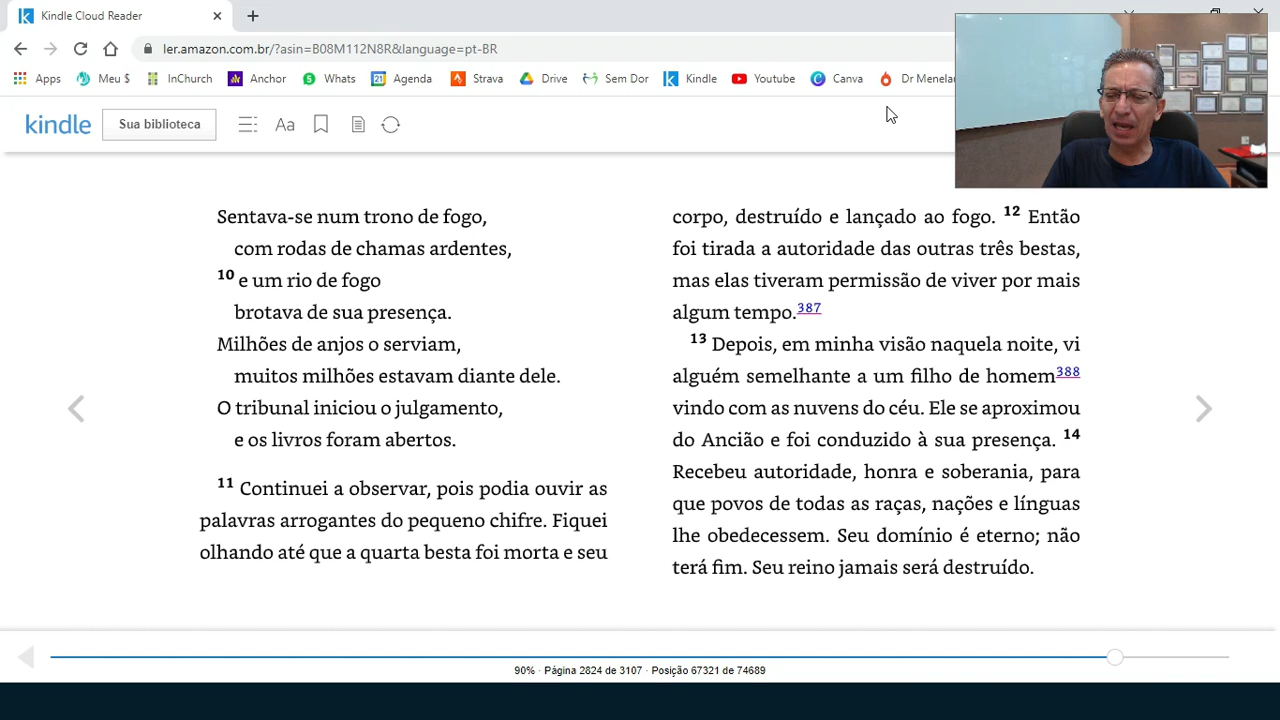 Kindle Cloud Reader
ler.amazon.com.br/?asin=B08M112N8R&language=pt-BR
Apps
Meu $
InChurch
Anchor
Whats
Agenda
Strava
Drive
Sem Dor
Kindle
Youtube
Canva
Dr Menelau
kindle
Sua biblioteca
Aa
Sentava-se num trono de fogo,
com rodas de chamas ardentes,
10 e um rio de fogo
brotava de sua presença.
Milhões de anjos o serviam,
muitos milhões estavam diante dele.
O tribunal iniciou o julgamento,
e os livros foram abertos.
11 Continuei a observar, pois podia ouvir as
palavras arrogantes do pequeno chifre. Fiquei
olhando até que a quarta besta foi morta e seu
corpo, destruído e lançado ao fogo. 12 Então
foi tirada a autoridade das outras três bestas,
mas elas tiveram permissão de viver por mais
algum tempo.387
13 Depois, em minha visão naquela noite, vi
alguém semelhante a um filho de homem388
vindo com as nuvens do céu. Ele se aproximou
do Ancião e foi conduzido à sua presença. 14
Recebeu autoridade, honra e soberania, para
que povos de todas as raças, nações e línguas
lhe obedecessem. Seu domínio é eterno; não
terá fim. Seu reino jamais será destruído.
90% · Página 2824 de 3107 · Posição 67321 de 74689